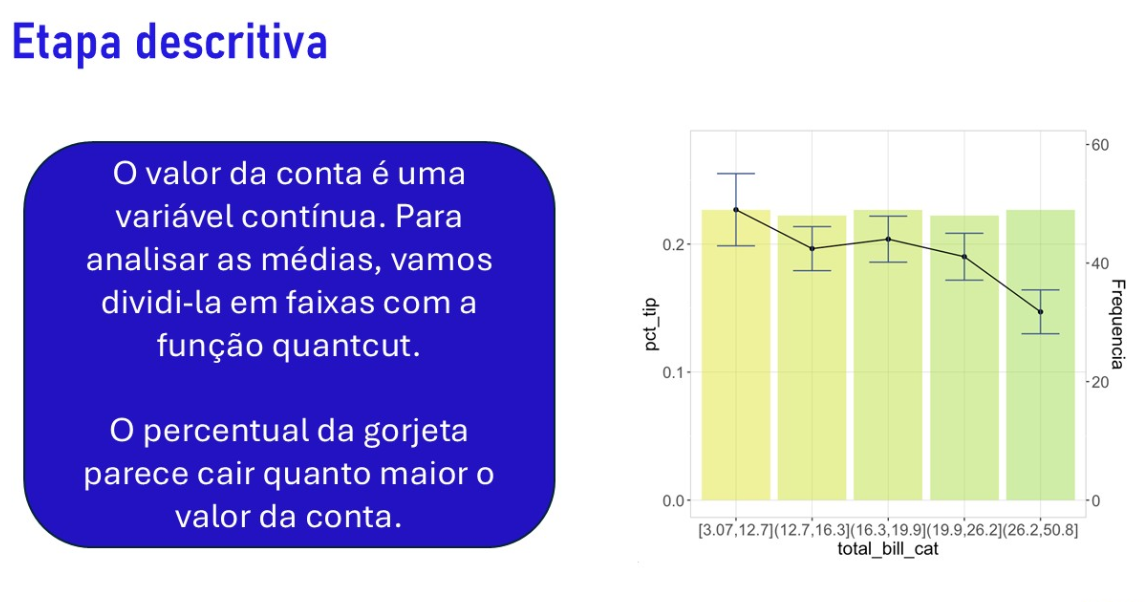 Etapa descritiva
O valor da conta é uma
variável contínua. Para
analisar as médias, vamos
dividi-la em faixas com a
função quantcut.
O percentual da gorjeta
parece cair quanto maior o
valor da conta.
60
0.2
40
pct_tip
Frequencia
0.1
20
0.0
0
[3.07,12.7](12.7,16.3](16.3,19.9](19.9,26.2](26.2,50.8]
total_bill_cat